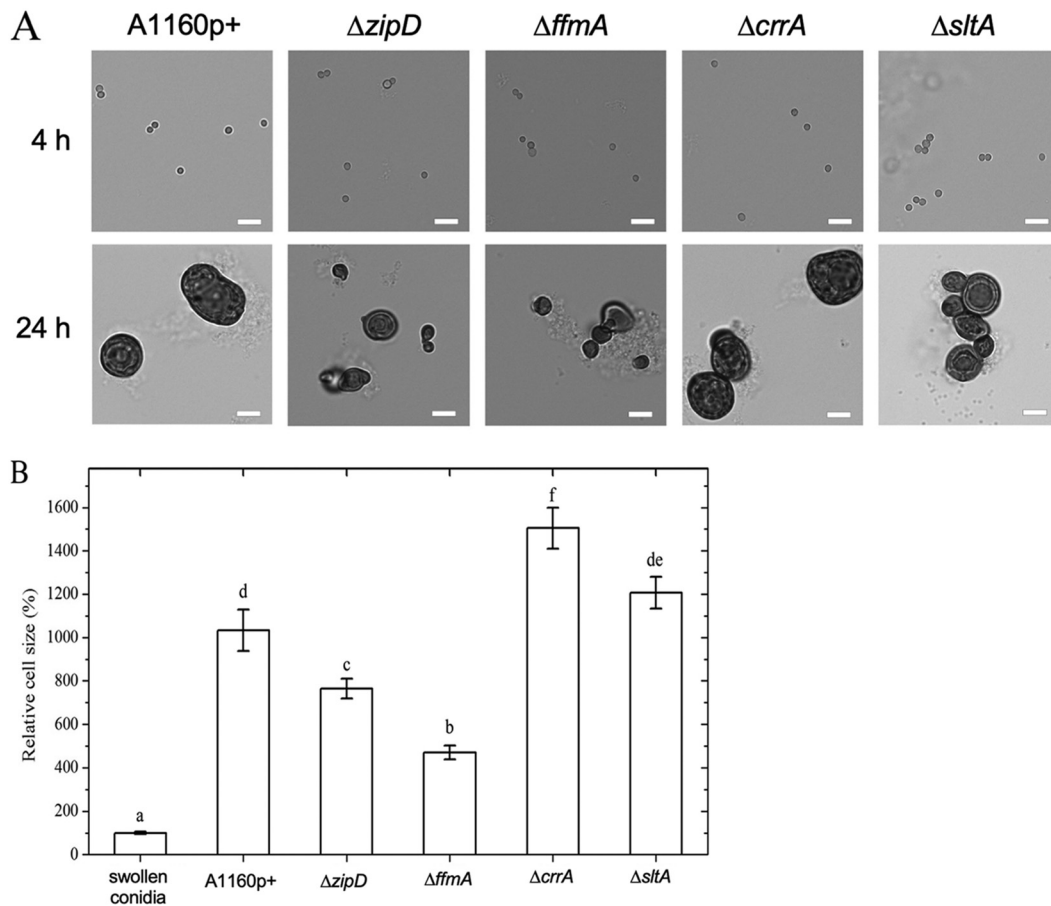 A
A1160p+ ΔzipD ΔffmA ΔcrrA ΔsltA
4 h
24 h
B
Relative cell size (%)
1600
1400
1200
1000
800
600
400
200
0
a
d
c
b
f
de
swollen conidia
A1160p+
ΔzipD
ΔffmA
ΔcrrA
ΔsltA